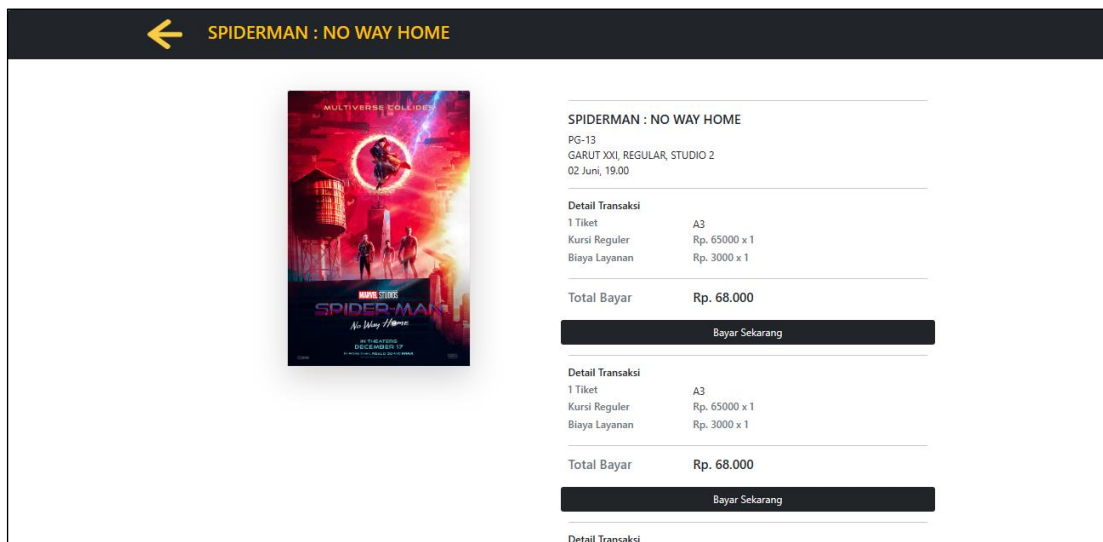 SPIDERMAN : NO WAY HOME
MULTIVERSE COLLIDES
MARVEL STUDIOS
SPIDER-MAN
No Way Home
IN THEATERS
DECEMBER 17
SPIDERMAN : NO WAY HOME
PG-13
GARUT XXI, REGULAR, STUDIO 2
02 Juni, 19.00
Detail Transaksi
1 Tiket A3
Kursi Reguler Rp. 65000 x 1
Biaya Layanan Rp. 3000 x 1
Total Bayar Rp. 68.000
Bayar Sekarang
Detail Transaksi
1 Tiket A3
Kursi Reguler Rp. 65000 x 1
Biaya Layanan Rp. 3000 x 1
Total Bayar Rp. 68.000
Bayar Sekarang
Detail Transaksi